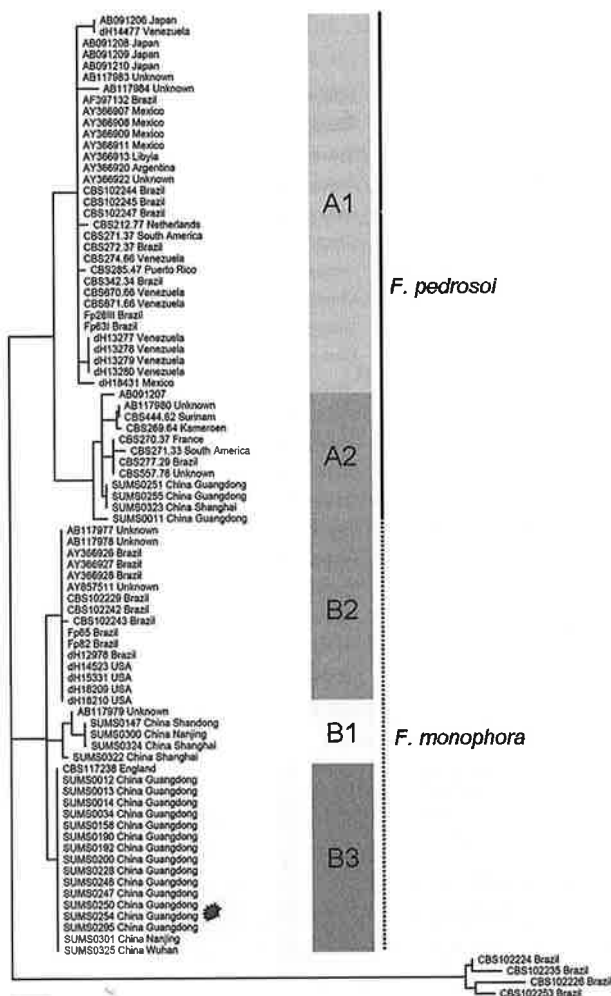 AB091206 Japan
dH14477 Venezuela
AB091208 Japan
AB091209 Japan
AB091210 Japan
AB117983 Unknown
AB117984 Unknown
AF397132 Brazil
AY366907 Mexico
AY366908 Mexico
AY366909 Mexico
AY366911 Mexico
AY366913 Libyia
AY366920 Argentina
AY366922 Unknown
CBS102244 Brazil
CBS102245 Brazil
CBS102247 Brazil
A1
CBS212.77 Netherlands
CBS271.37 South America
CBS272.37 Brazil
CBS274.66 Venezuela
CBS285.47 Puerto Rico
CBS342.34 Brazil
F. pedrosoi
CBS670.66 Venezuela
CBS671.66 Venezuela
Fp28III Brazil
Fp63I Brazil
dH13277 Venezuela
dH13278 Venezuela
dH13279 Venezuela
dH13280 Venezuela
dH18431 Mexico
AB091207
AB117980 Unknown
CBS444.62 Surinam
CBS269.64 Kameroen
CBS270.37 France
CBS271.33 South America
A2
CBS277.29 Brazil
CBS557.76 Unknown
SUMS0251 China Guangdong
SUMS0255 China Guangdong
SUMS0323 China Shanghai
SUMS0011 China Guangdong
AB117977 Unknown
AB117978 Unknown
AY366926 Brazil
AY366927 Brazil
AY366928 Brazil
AY857511 Unknown
CBS102229 Brazil
B2
CBS102242 Brazil
CBS102243 Brazil
Fp65 Brazil
Fp82 Brazil
dH12978 Brazil
dH14523 USA
dH15331 USA
dH18209 USA
dH18210 USA
AB117979 Unknown
SUMS0147 China Shandong
SUMS0300 China Nanjing
B1
F. monophora
SUMS0324 China Shanghai
SUMS0322 China Shanghai
CBS117238 England
SUMS0012 China Guangdong
SUMS0013 China Guangdong
SUMS0014 China Guangdong
SUMS0034 China Guangdong
SUMS0158 China Guangdong
SUMS0190 China Guangdong
SUMS0192 China Guangdong
B3
SUMS0200 China Guangdong
SUMS0228 China Guangdong
SUMS0246 China Guangdong
SUMS0247 China Guangdong
SUMS0250 China Guangdong
SUMS0254 China Guangdong
SUMS0295 China Guangdong
SUMS0301 China Nanjing
SUMS0325 China Wuhan
CBS102224 Brazil
CBS102235 Brazil
CBS102226 Brazil
CBS102253 Brazil